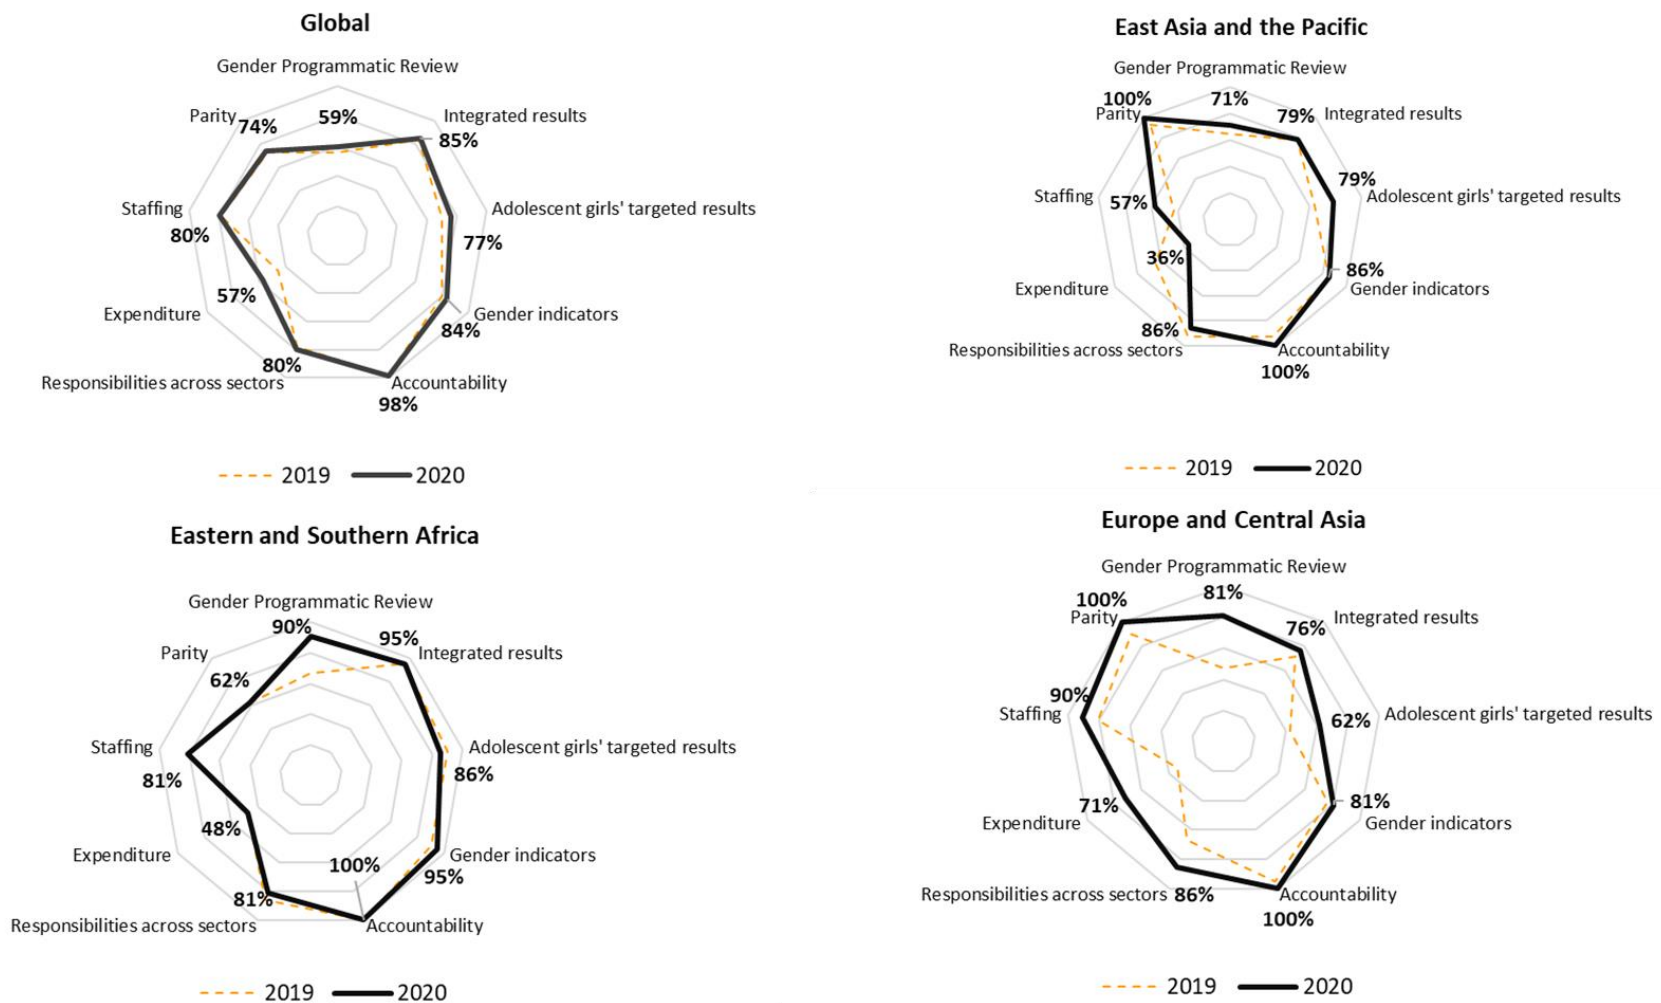 Global
Gender Programmatic Review
59%
Integrated results
85%
Adolescent girls' targeted results
77%
Gender indicators
84%
Accountability
98%
Responsibilities across sectors
80%
Expenditure
57%
Staffing
80%
Parity
74%
2019
2020
East Asia and the Pacific
Gender Programmatic Review
71%
Integrated results
79%
Adolescent girls' targeted results
79%
Gender indicators
86%
Accountability
100%
Responsibilities across sectors
86%
Expenditure
36%
Staffing
57%
Parity
100%
2019
2020
Eastern and Southern Africa
Gender Programmatic Review
90%
Integrated results
95%
Adolescent girls' targeted results
86%
Gender indicators
95%
Accountability
100%
Responsibilities across sectors
81%
Expenditure
48%
Staffing
81%
Parity
62%
2019
2020
Europe and Central Asia
Gender Programmatic Review
81%
Integrated results
76%
Adolescent girls' targeted results
62%
Gender indicators
81%
Accountability
100%
Responsibilities across sectors
86%
Expenditure
71%
Staffing
90%
Parity
100%
2019
2020